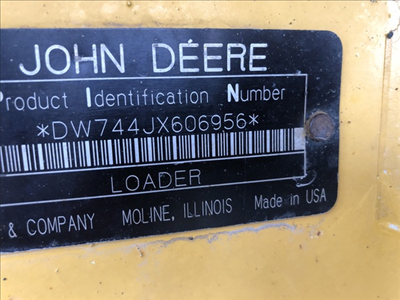 JOHN DEERE
Product Identification Number
*DW744JX606956*
LOADER
& COMPANY MOLINE, ILLINOIS Made in USA